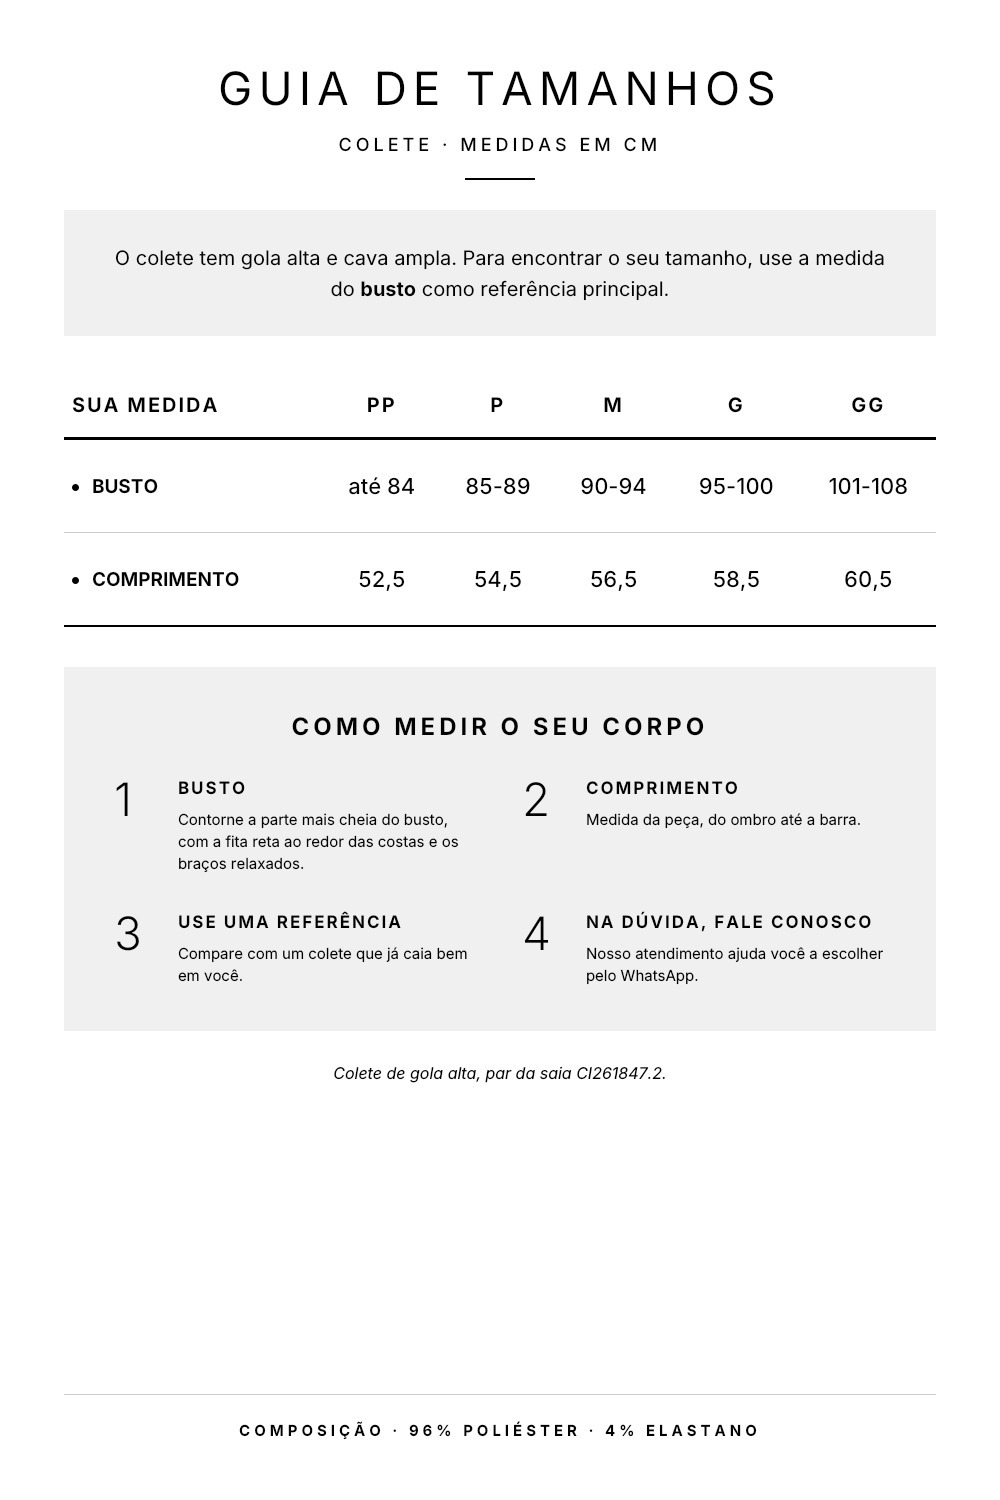 GUIA DE TAMANHOS
COLETE · MEDIDAS EM CM
O colete tem gola alta e cava ampla. Para encontrar o seu tamanho, use a medida
do busto como referência principal.
SUA MEDIDA PP P M G GG
• BUSTO até 84 85-89 90-94 95-100 101-108
• COMPRIMENTO 52,5 54,5 56,5 58,5 60,5
COMO MEDIR O SEU CORPO
1 BUSTO
Contorne a parte mais cheia do busto,
com a fita reta ao redor das costas e os
braços relaxados.
2 COMPRIMENTO
Medida da peça, do ombro até a barra.
3 USE UMA REFERÊNCIA
Compare com um colete que já caia bem
em você.
4 NA DÚVIDA, FALE CONOSCO
Nosso atendimento ajuda você a escolher
pelo WhatsApp.
Colete de gola alta, par da saia CI261847.2.
COMPOSIÇÃO · 96% POLIÉSTER · 4% ELASTANO